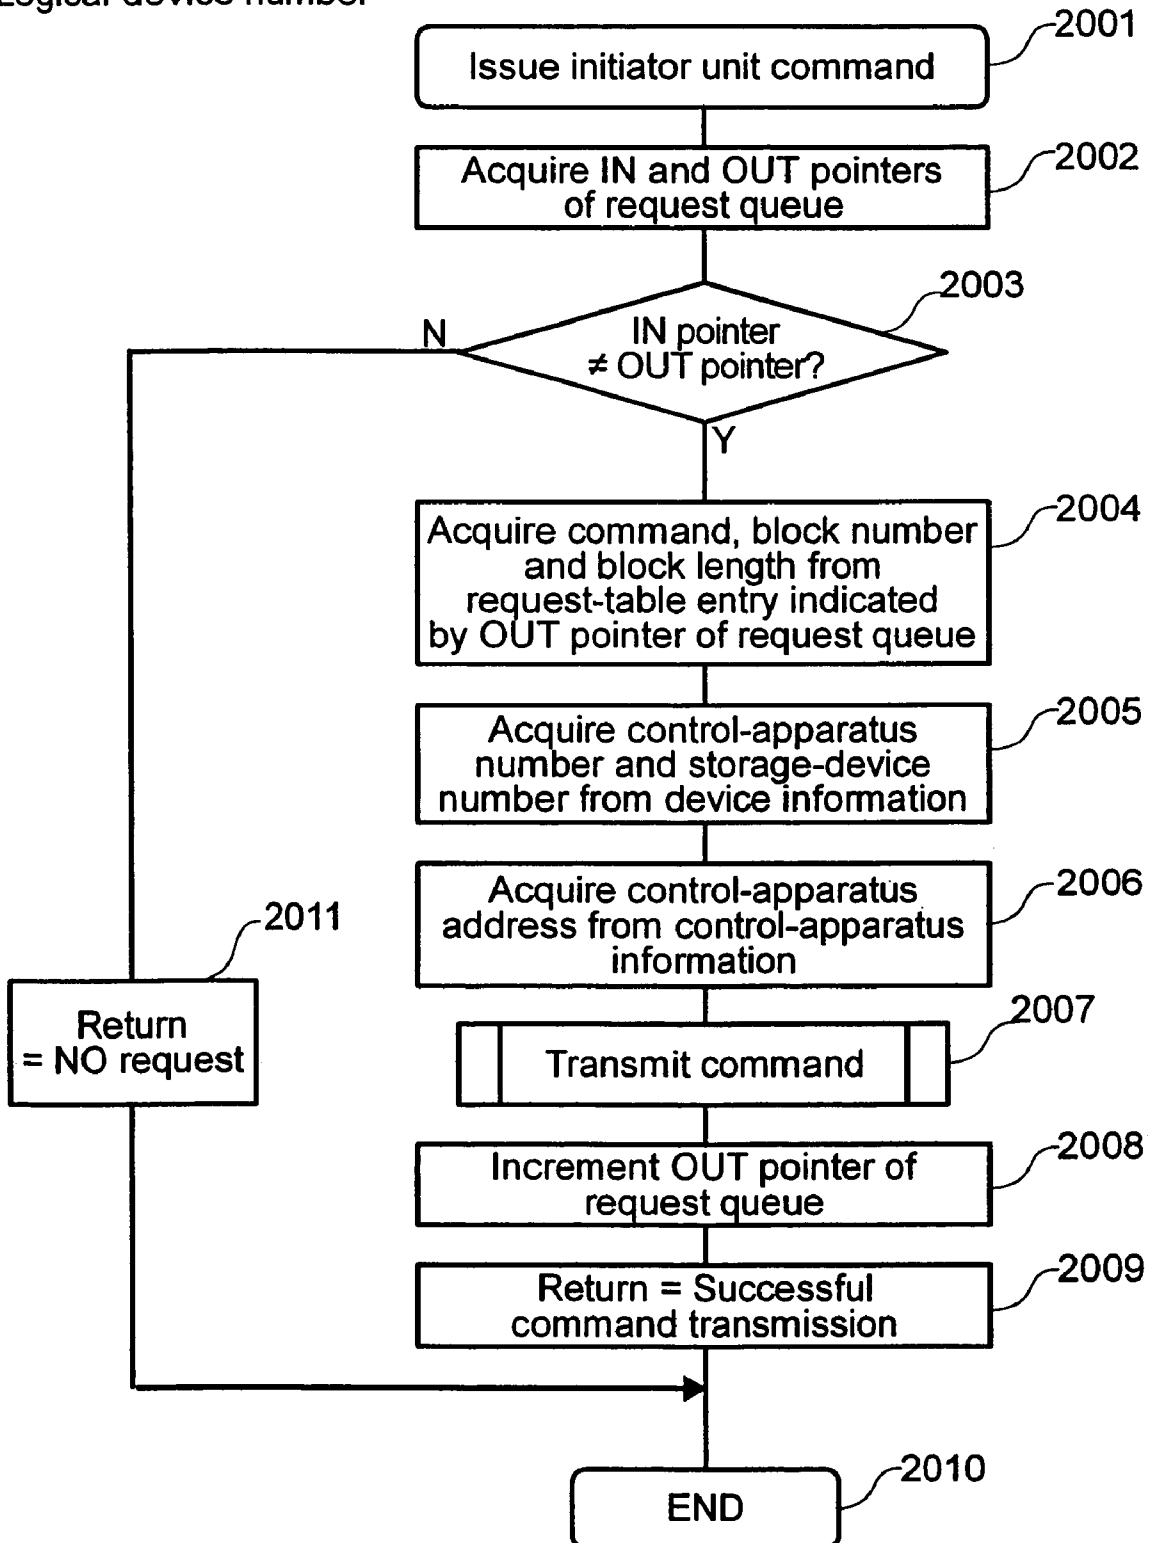 Logical device number
2001
Issue initiator unit command
2002
Acquire IN and OUT pointers
of request queue
2003
N
IN pointer
≠ OUT pointer?
Y
2004
Acquire command, block number
and block length from
request-table entry indicated
by OUT pointer of request queue
2005
Acquire control-apparatus
number and storage-device
number from device information
2006
Acquire control-apparatus
address from control-apparatus
information
2011
Return
= NO request
2007
Transmit command
2008
Increment OUT pointer of
request queue
2009
Return = Successful
command transmission
2010
END